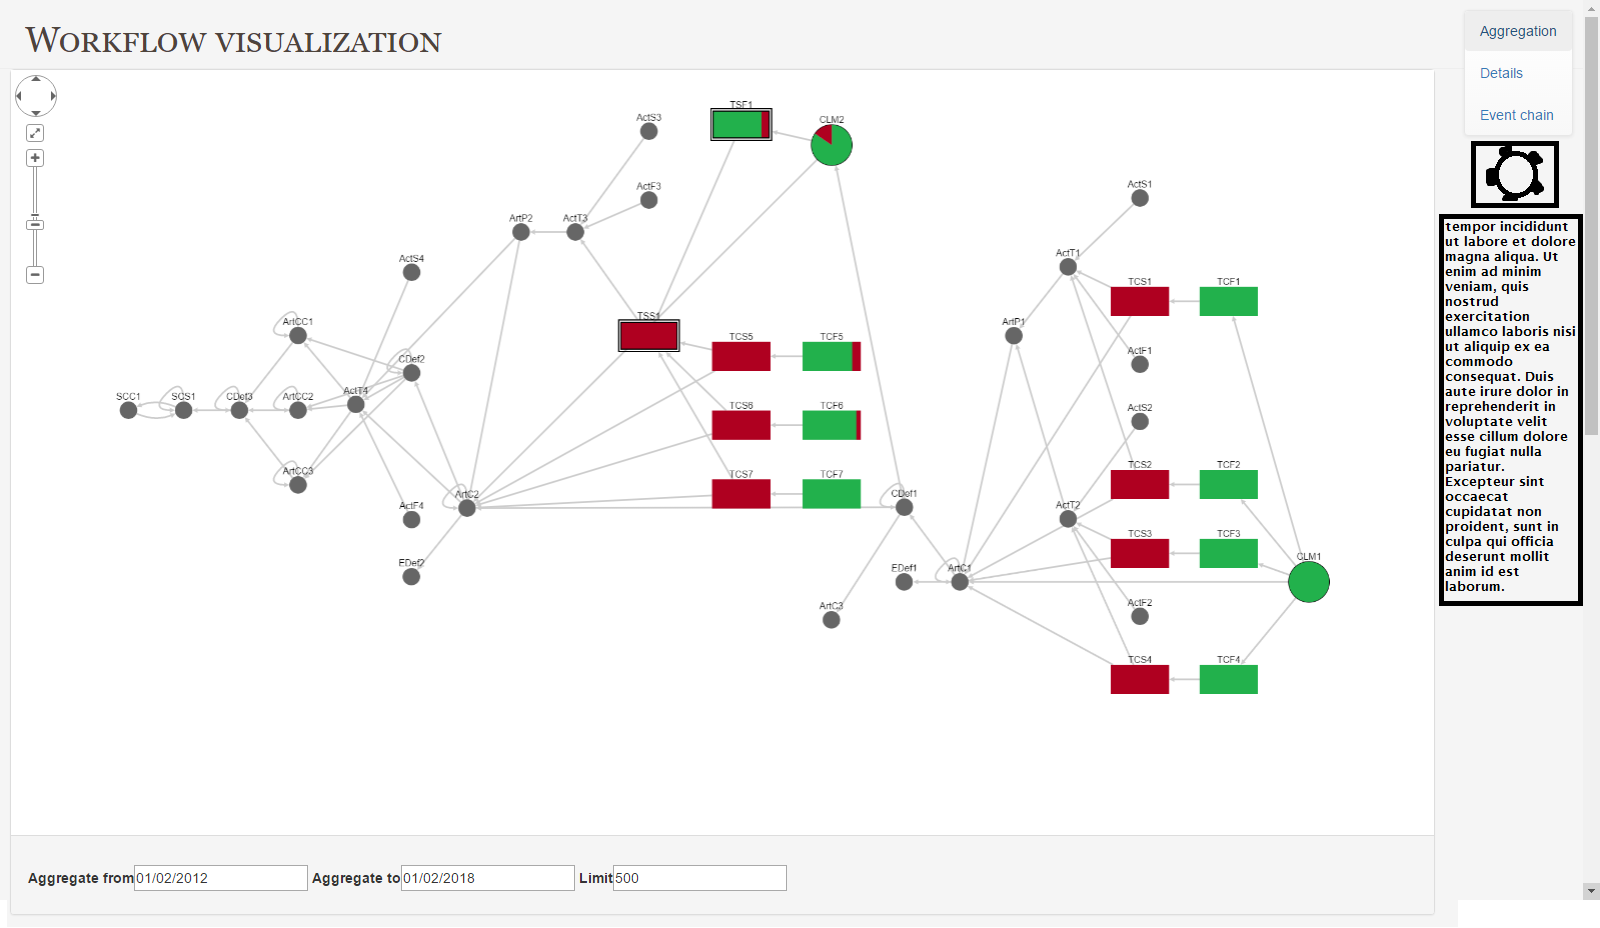 Workflow visualization
Aggregation
Details
Event chain
TSF1
ActS3
CLM2
ActF3
ActS1
ArtP2
ActT3
ActT1
ActS4
TCS1
TCF1
ArtCC1
TSS1
ArtP1
TCS5
TCF5
CDef2
ActF1
SCC1
SCS1
CDef3
ArtCC2
ActT4
TCS6
TCF6
ActS2
ArtCC3
TCS7
TCF7
TCS2
TCF2
ArtC2
CDef1
ActF4
ActT2
TCS3
TCF3
EDef2
EDef1
ArtC1
CLM1
ArtC3
ActF2
TCS4
TCF4
tempor incididunt
ut labore et dolore
magna aliqua. Ut
enim ad minim
veniam, quis
nostrud
exercitation
ullamco laboris nisi
ut aliquip ex ea
commodo
consequat. Duis
aute irure dolor in
reprehenderit in
voluptate velit
esse cillum dolore
eu fugiat nulla
pariatur.
Excepteur sint
occaecat
cupidatat non
proident, sunt in
culpa qui officia
deserunt mollit
anim id est
laborum.
Aggregate from 01/02/2012 Aggregate to 01/02/2018 Limit 500